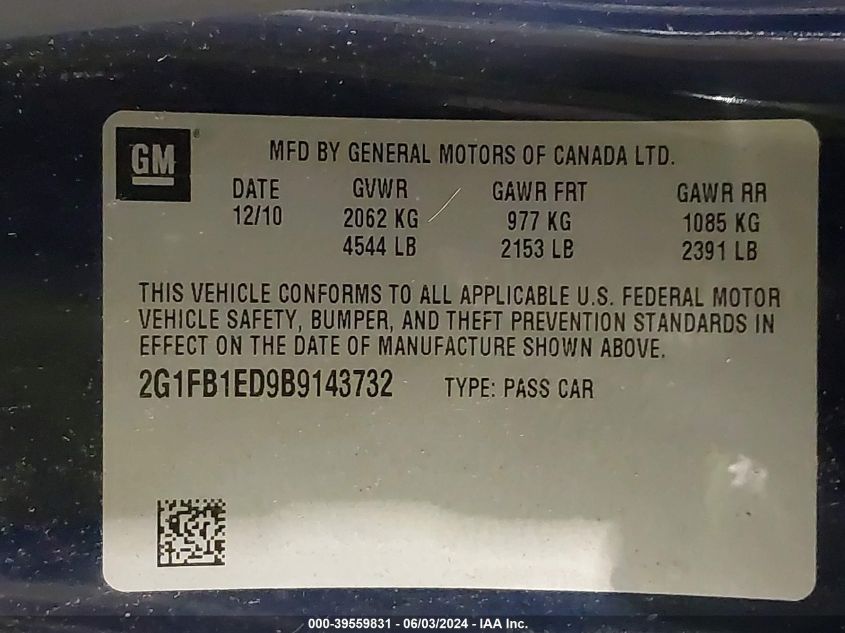 GM ®
MFD BY GENERAL MOTORS OF CANADA LTD.
DATE GVWR GAWR FRT GAWR RR
12/10 2062 KG 977 KG 1085 KG
4544 LB 2153 LB 2391 LB
THIS VEHICLE CONFORMS TO ALL APPLICABLE U.S. FEDERAL MOTOR
VEHICLE SAFETY, BUMPER, AND THEFT PREVENTION STANDARDS IN
EFFECT ON THE DATE OF MANUFACTURE SHOWN ABOVE.
2G1FB1ED9B9143732 TYPE: PASS CAR
000-39559831 - 06/03/2024 - IAA Inc.